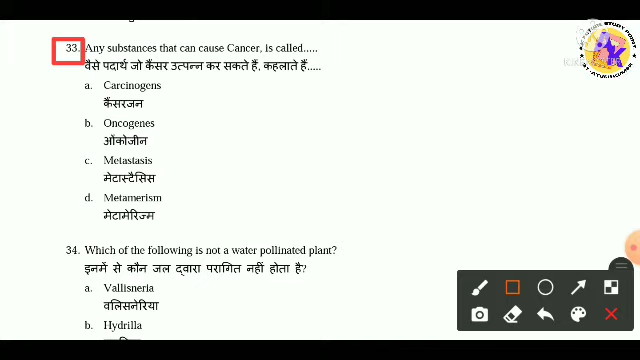 33. Any substances that can cause Cancer, is called.....
वैसे पदार्थ जो कैंसर उत्पन्न कर सकते हैं, कहलाते हैं.....
a. Carcinogens
कैंसरजन
b. Oncogenes
ओंकोजीन
c. Metastasis
मेटास्टैसिस
d. Metamerism
मेटामेरिज्म
34. Which of the following is not a water pollinated plant?
इनमें से कौन जल द्वारा परागित नहीं होता है?
a. Vallisneria
वलिसनेरिया
b. Hydrilla